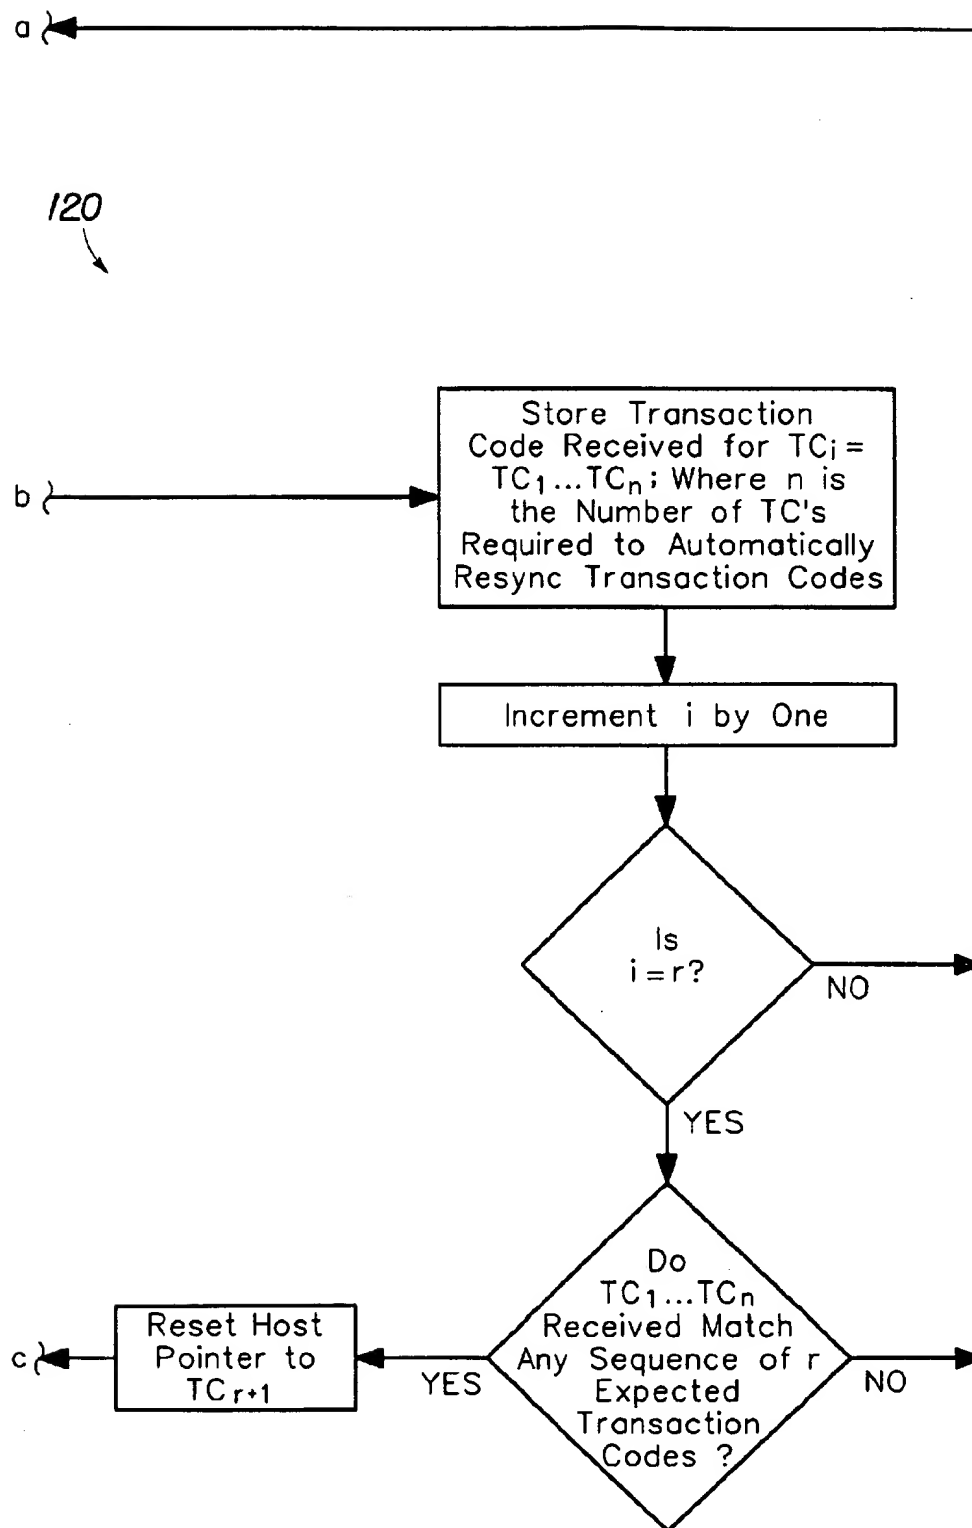 a
120
b
Store Transaction
Code Received for TCi =
TC1...TCn; Where n is
the Number of TC's
Required to Automatically
Resync Transaction Codes
Increment i by One
Is
i = r?
NO
YES
Do
TC1...TCn
Received Match
Any Sequence of r
Expected
Transaction
Codes ?
YES
NO
Reset Host
Pointer to
TCr+1
c